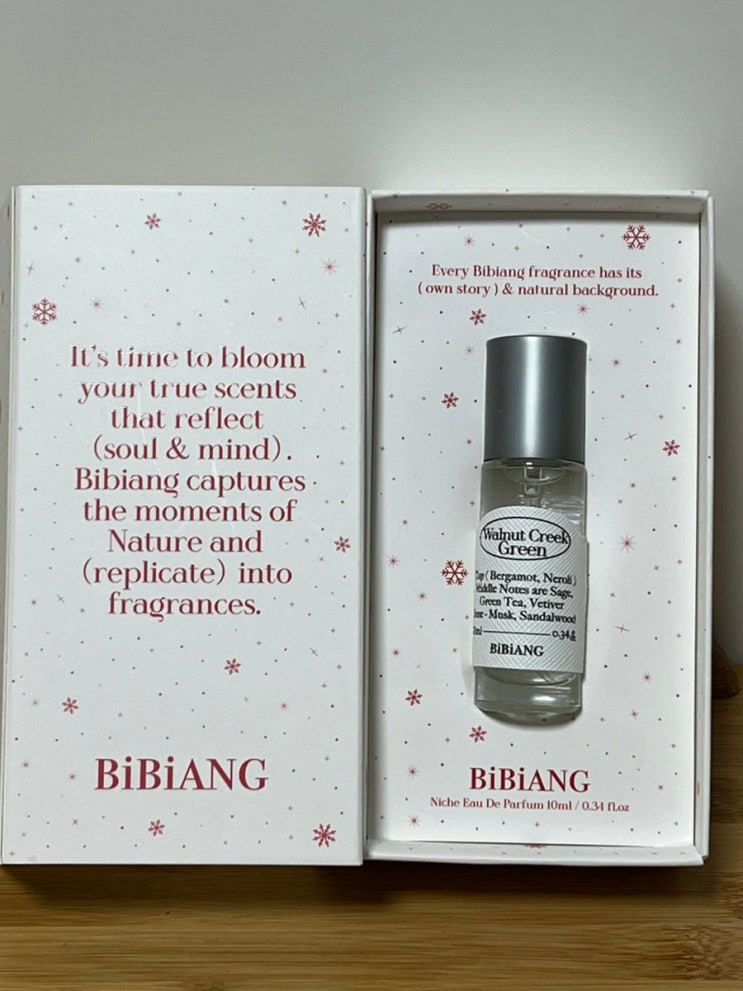 It's time to bloom
your true scents
that reflect
(soul & mind).
Bibiang captures
the moments of
Nature and
(replicate) into
fragrances.
BiBiANG
Every Bibiang fragrance has its
( own story ) & natural background.
Walnut Creek
Green
( Bergamot, Neroli )
Middle Notes are Sage,
Green Tea, Vetiver
Musk, Sandalwood
0.34
BiBiANG
BiBiANG
Niche Eau De Parfum 10ml / 0.34 fl.oz